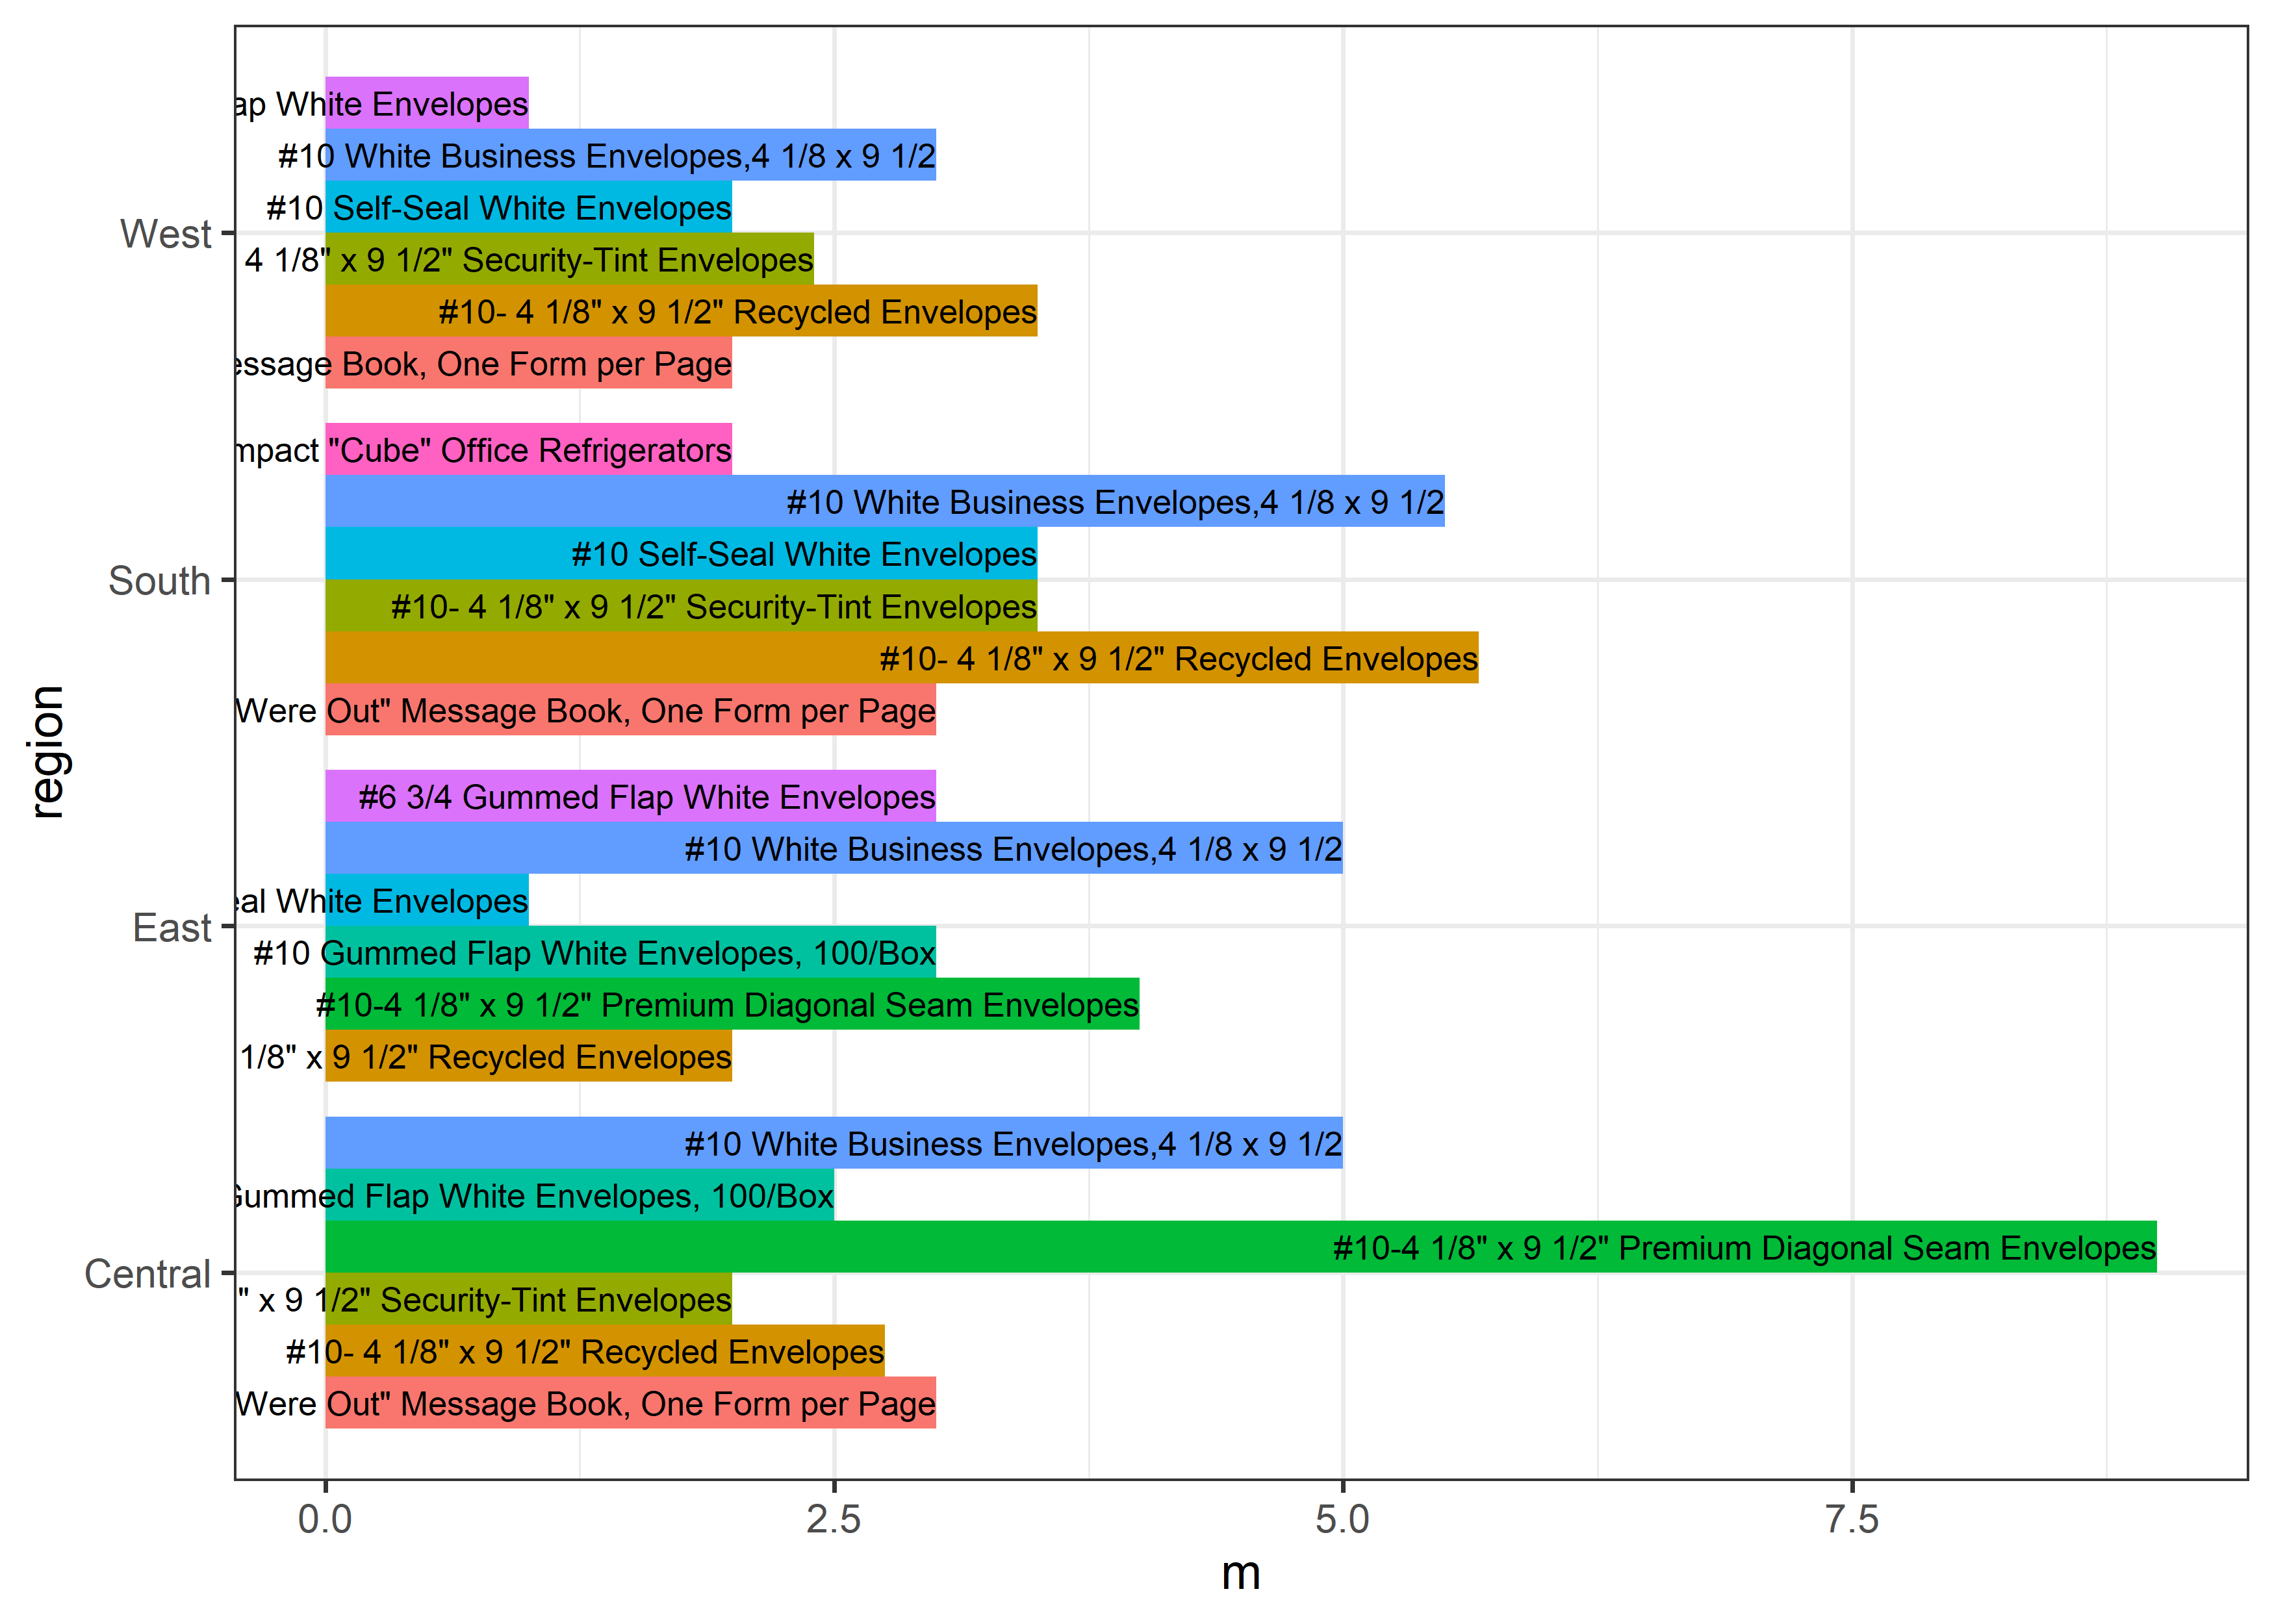 White Envelopes
#10 White Business Envelopes,4 1/8 x 9 1/2
#10 Self-Seal White Envelopes
West
4 1/8" x 9 1/2" Security-Tint Envelopes
#10- 4 1/8" x 9 1/2" Recycled Envelopes
Book, One Form per Page
"Cube" Office Refrigerators
#10 White Business Envelopes,4 1/8 x 9 1/2
#10 Self-Seal White Envelopes
South
#10- 4 1/8" x 9 1/2" Security-Tint Envelopes
#10- 4 1/8" x 9 1/2" Recycled Envelopes
Were Out" Message Book, One Form per Page
region
#6 3/4 Gummed Flap White Envelopes
#10 White Business Envelopes,4 1/8 x 9 1/2
White Envelopes
East
#10 Gummed Flap White Envelopes, 100/Box
#10-4 1/8" x 9 1/2" Premium Diagonal Seam Envelopes
1/8" x 9 1/2" Recycled Envelopes
#10 White Business Envelopes,4 1/8 x 9 1/2
Gummed Flap White Envelopes, 100/Box
#10-4 1/8" x 9 1/2" Premium Diagonal Seam Envelopes
Central
" x 9 1/2" Security-Tint Envelopes
#10- 4 1/8" x 9 1/2" Recycled Envelopes
Were Out" Message Book, One Form per Page
0.0 2.5 5.0 7.5
m